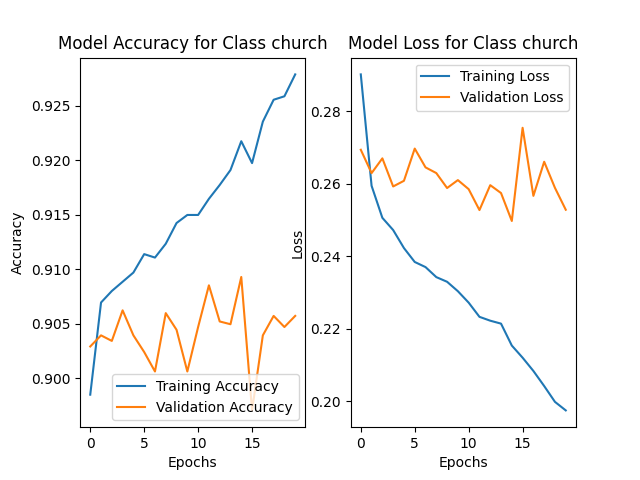 Model Accuracy for Class church
Accuracy
0.925
0.920
0.915
0.910
0.905
0.900
Training Accuracy
Validation Accuracy
0 5 10 15
Epochs
Model Loss for Class church
Loss
Training Loss
Validation Loss
0.28
0.26
0.24
0.22
0.20
0 5 10 15
Epochs